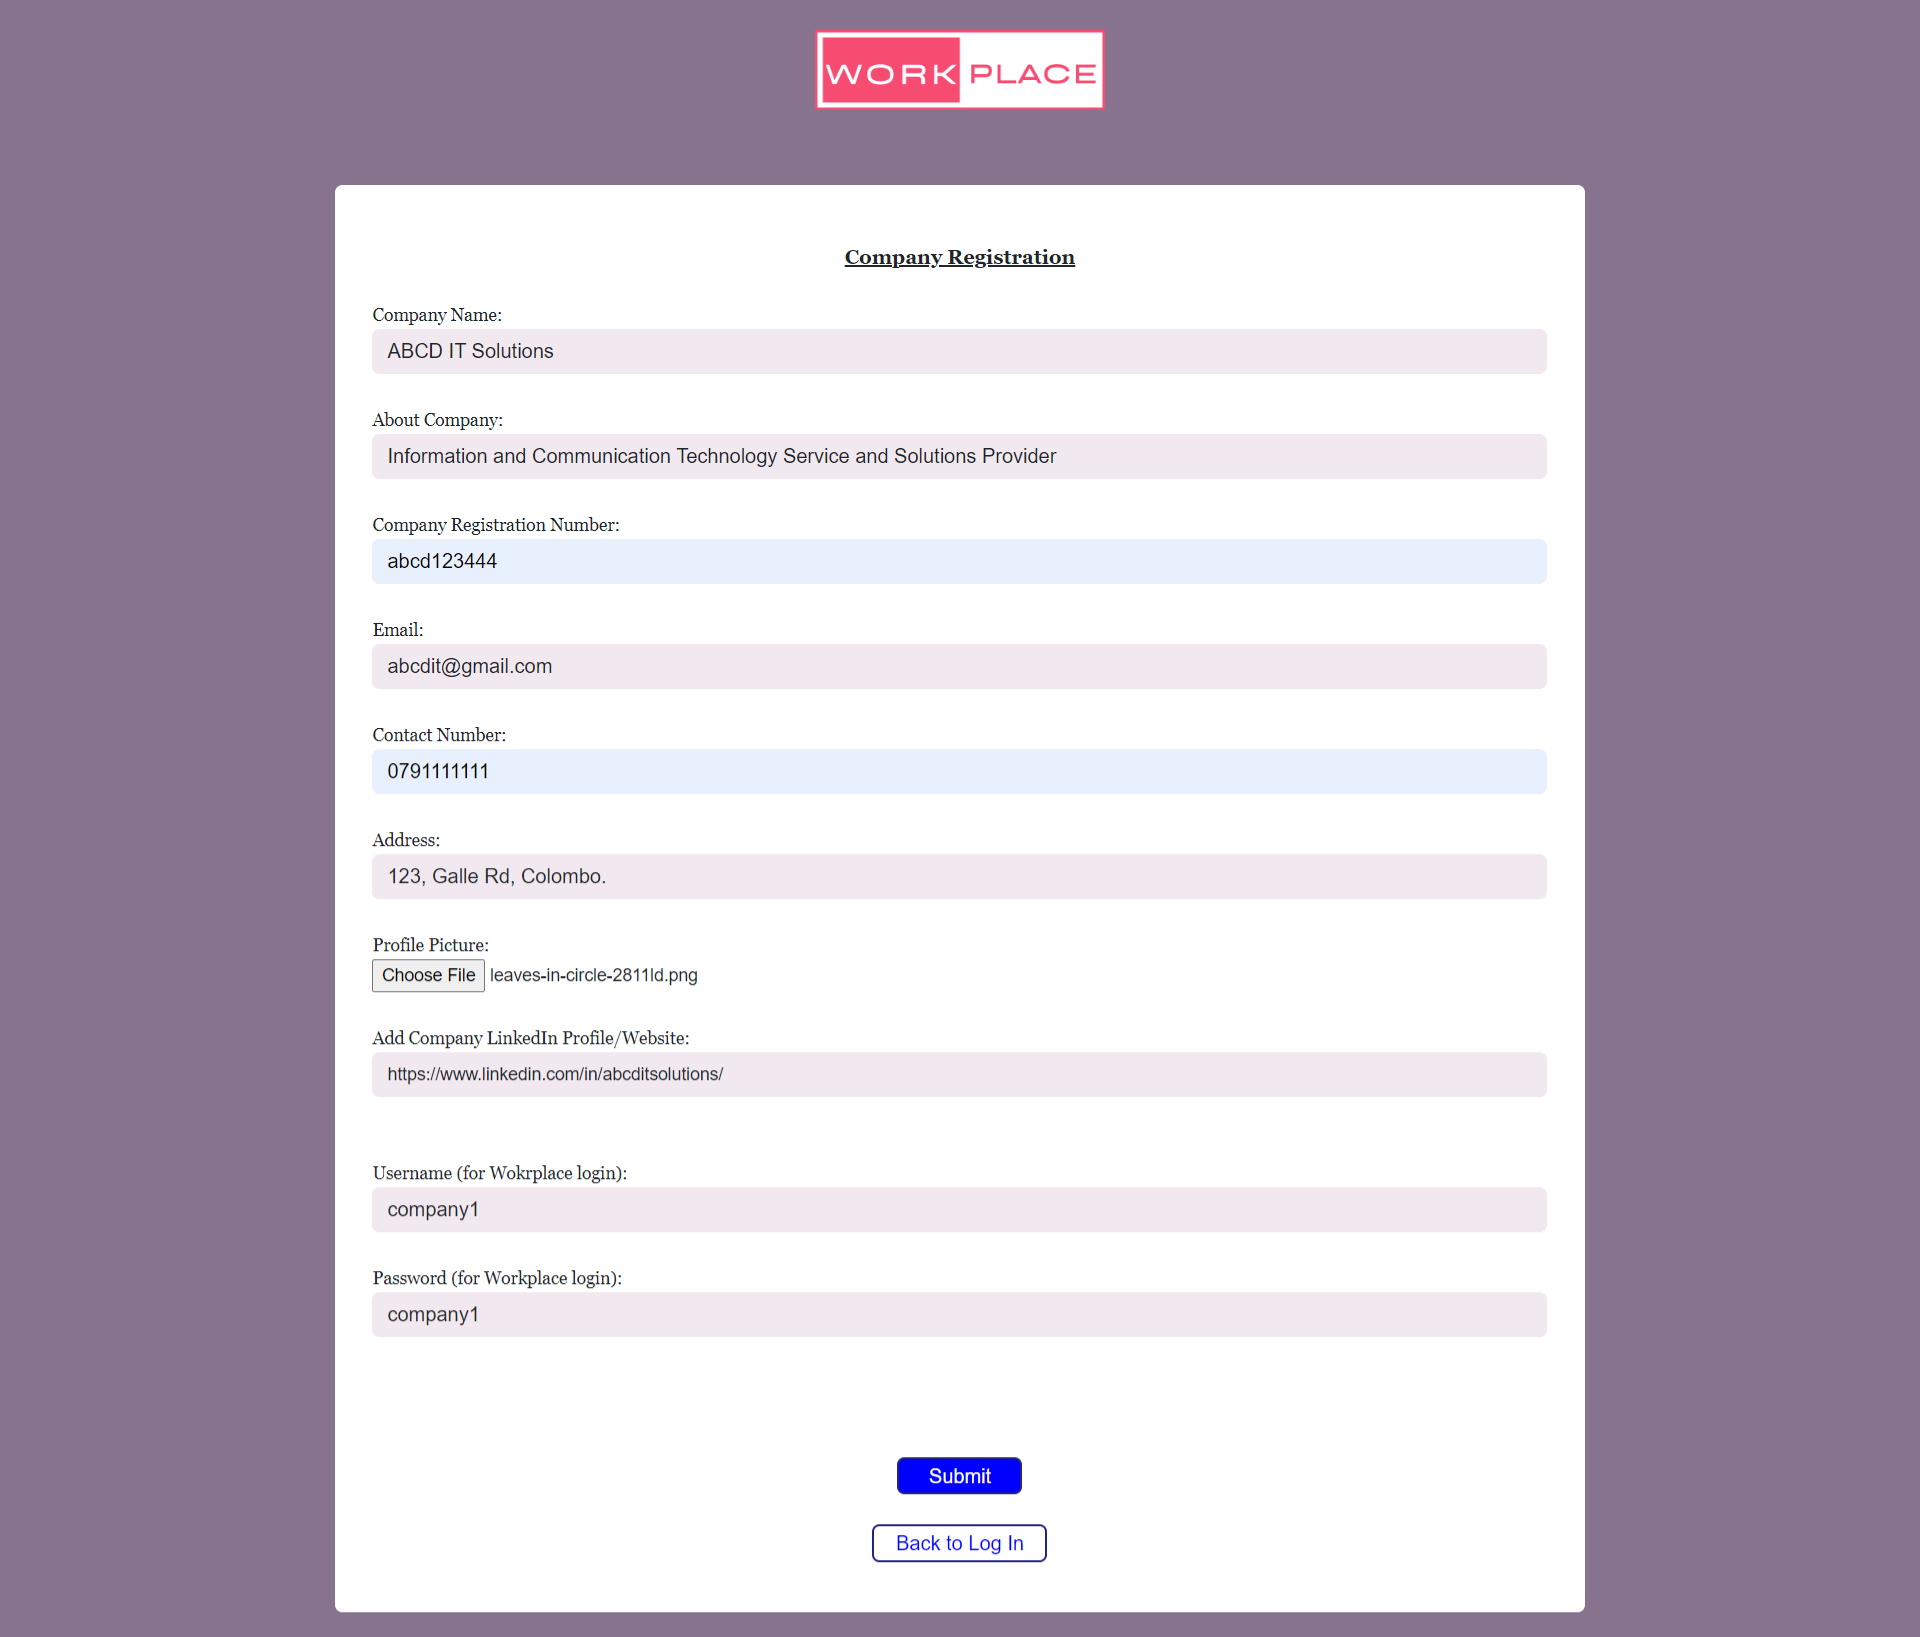 WORK PLACE
Company Registration
Company Name:
ABCD IT Solutions
About Company:
Information and Communication Technology Service and Solutions Provider
Company Registration Number:
abcd123444
Email:
abcdit@gmail.com
Contact Number:
0791111111
Address:
123, Galle Rd, Colombo.
Profile Picture:
Choose File leaves-in-circle-2811ld.png
Add Company LinkedIn Profile/Website:
https://www.linkedin.com/in/abcditsolutions/
Username (for Wokrplace login):
company1
Password (for Workplace login):
company1
Submit
Back to Log In